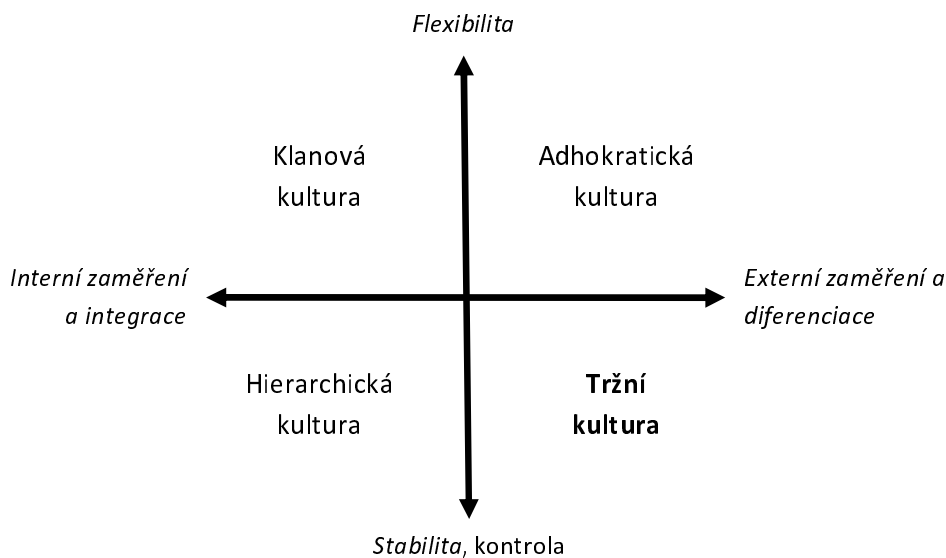 Flexibilita
Klanová
kultura
Adhokratická
kultura
Interní zaměření
a integrace
Externí zaměření a
diferenciace
Hierarchická
kultura
Tržní
kultura
Stabilita, kontrola